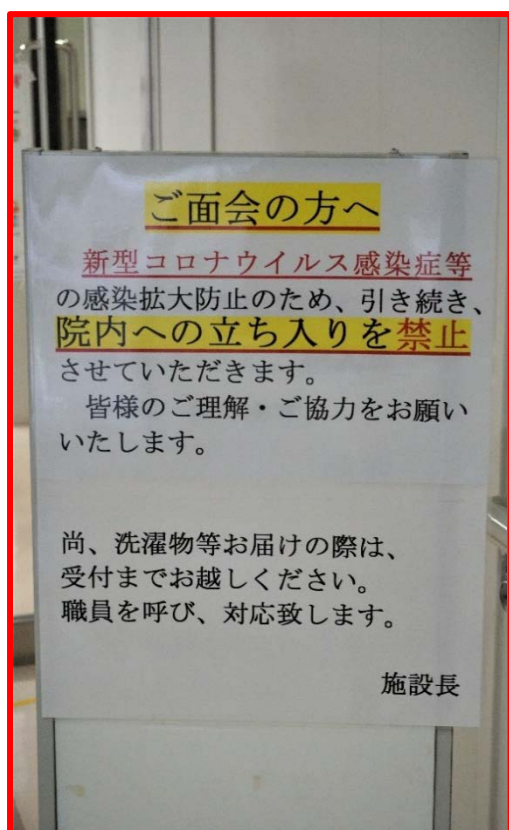 ご面会の方へ
新型コロナウイルス感染症等
の感染拡大防止のため、引き続き、
院内への立ち入りを禁止
させていただきます。
皆様のご理解・ご協力をお願い
いたします。
尚、洗濯物等お届けの際は、
受付までお越しください。
職員を呼び、対応致します。
施設長